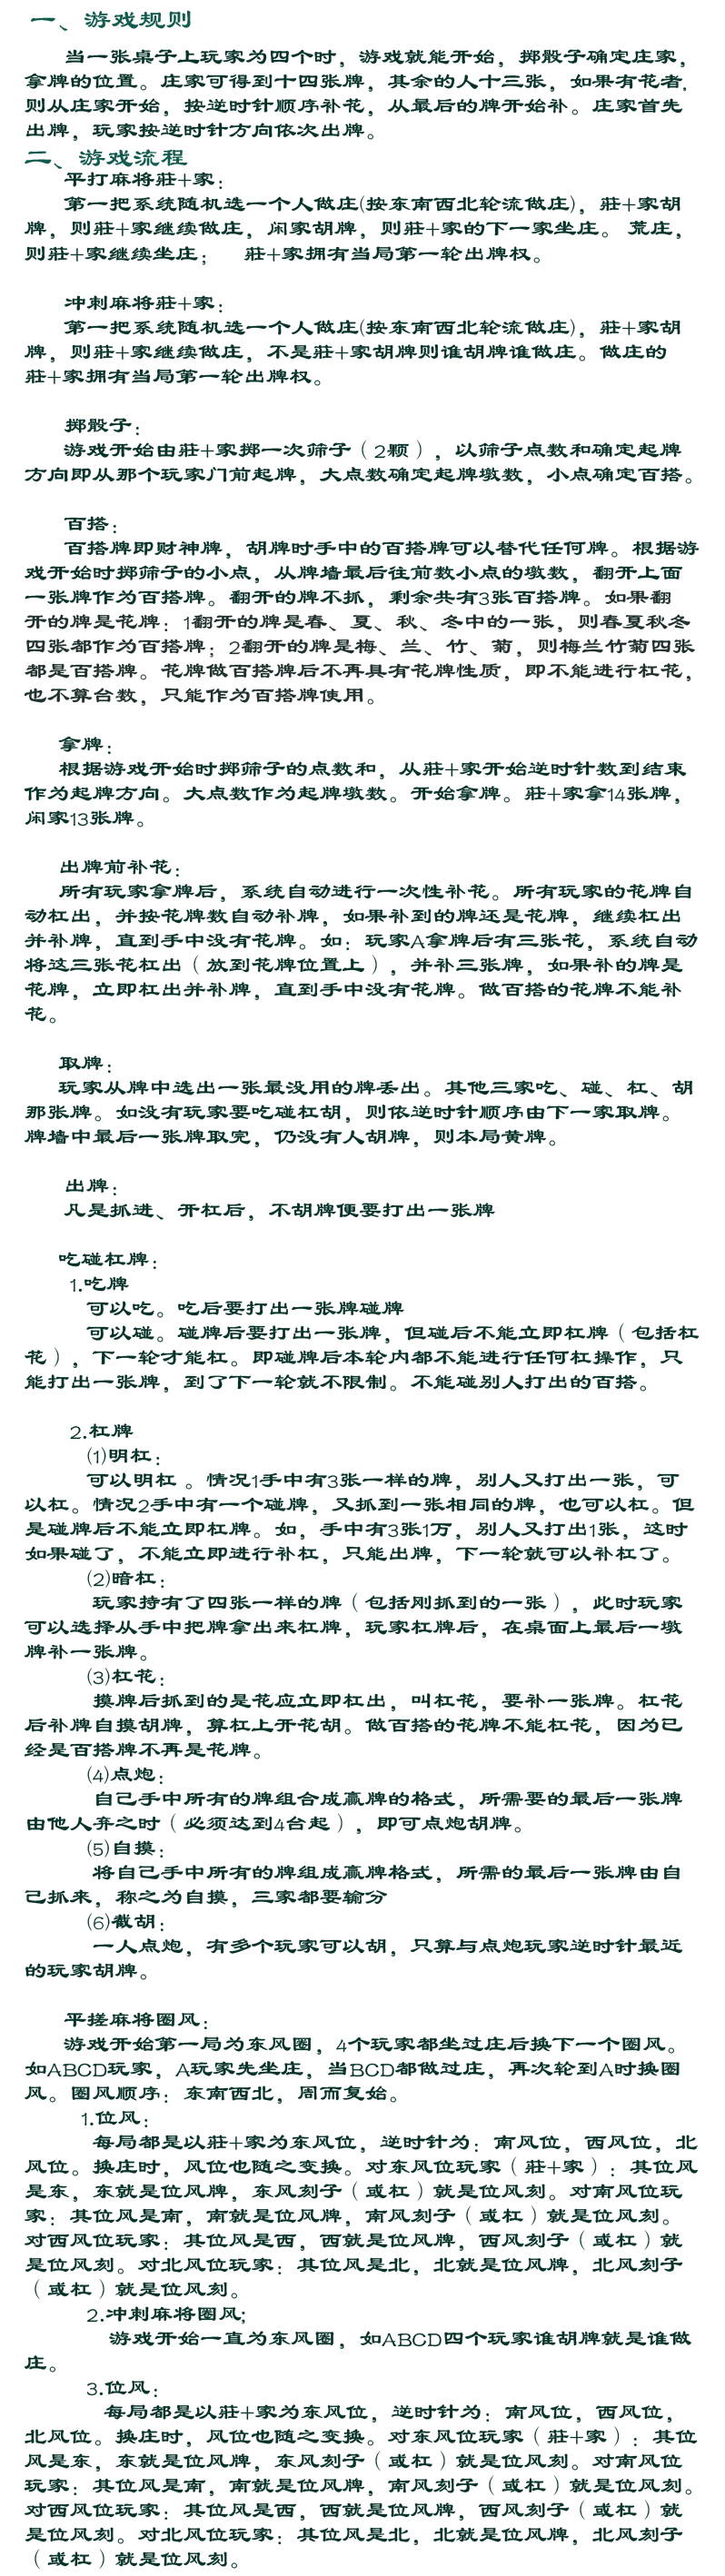 一、游戏规则
当一张桌子上玩家为四个时，游戏就能开始，掷骰子确定庄家，
拿牌的位置。庄家可得到十四张牌，其余的人十三张，如果有花者，
则从庄家开始，按逆时针顺序补花，从最后的牌开始补。庄家首先
出牌，玩家按逆时针方向依次出牌。
二、游戏流程
平打麻将莊+家：
第一把系统随机选一个人做庄(按东南西北轮流做庄)，莊+家胡
牌，则莊+家继续做庄，闲家胡牌，则莊+家的下一家坐庄。 荒庄，
则莊+家继续坐庄； 莊+家拥有当局第一轮出牌权。
冲刺麻将莊+家：
第一把系统随机选一个人做庄(按东南西北轮流做庄)，莊+家胡
牌，则莊+家继续做庄，不是莊+家胡牌则谁胡牌谁做庄。做庄的
莊+家拥有当局第一轮出牌权。
掷骰子：
游戏开始由莊+家掷一次筛子（2颗），以筛子点数和确定起牌
方向即从那个玩家门前起牌，大点数确定起牌墩数，小点确定百搭。
百搭：
百搭牌即财神牌，胡牌时手中的百搭牌可以替代任何牌。根据游
戏开始时掷筛子的小点，从牌墙最后往前数小点的墩数，翻开上面
一张牌作为百搭牌。翻开的牌不抓，剩余共有3张百搭牌。如果翻
开的牌是花牌：1翻开的牌是春、夏、秋、冬中的一张，则春夏秋冬
四张都作为百搭牌；2翻开的牌是梅、兰、竹、菊，则梅兰竹菊四张
都是百搭牌。花牌做百搭牌后不再具有花牌性质，即不能进行杠花，
也不算台数，只能作为百搭牌使用。
拿牌：
根据游戏开始时掷筛子的点数和，从莊+家开始逆时针数到结束
作为起牌方向。大点数作为起牌墩数。开始拿牌。莊+家拿14张牌，
闲家13张牌。
出牌前补花：
所有玩家拿牌后，系统自动进行一次性补花。所有玩家的花牌自
动杠出，并按花牌数自动补牌，如果补到的牌还是花牌，继续杠出
并补牌，直到手中没有花牌。如：玩家A拿牌后有三张花，系统自动
将这三张花杠出（放到花牌位置上），并补三张牌，如果补的牌是
花牌，立即杠出并补牌，直到手中没有花牌。做百搭的花牌不能补
花。
取牌：
玩家从牌中选出一张最没用的牌丢出。其他三家吃、碰、杠、胡
那张牌。如没有玩家要吃碰杠胡，则依逆时针顺序由下一家取牌。
牌墙中最后一张牌取完，仍没有人胡牌，则本局黄牌。
出牌：
凡是抓进、开杠后，不胡牌便要打出一张牌
吃碰杠牌：
1.吃牌
可以吃。吃后要打出一张牌碰牌
可以碰。碰牌后要打出一张牌，但碰后不能立即杠牌（包括杠
花），下一轮才能杠。即碰牌后本轮内都不能进行任何杠操作，只
能打出一张牌，到了下一轮就不限制。不能碰别人打出的百搭。
2.杠牌
(1)明杠：
可以明杠 。情况1手中有3张一样的牌，别人又打出一张，可
以杠。情况2手中有一个碰牌，又抓到一张相同的牌，也可以杠。但
是碰牌后不能立即杠牌。如，手中有3张1万，别人又打出1张，这时
如果碰了，不能立即进行补杠，只能出牌，下一轮就可以补杠了。
(2)暗杠：
玩家持有了四张一样的牌（包括刚抓到的一张），此时玩家
可以选择从手中把牌拿出来杠牌，玩家杠牌后，在桌面上最后一墩
牌补一张牌。
(3)杠花：
摸牌后抓到的是花应立即杠出，叫杠花，要补一张牌。杠花
后补牌自摸胡牌，算杠上开花胡。做百搭的花牌不能杠花，因为已
经是百搭牌不再是花牌。
(4)点炮：
自己手中所有的牌组合成赢牌的格式，所需要的最后一张牌
由他人弃之时（必须达到4台起），即可点炮胡牌。
(5)自摸：
将自己手中所有的牌组成赢牌格式，所需的最后一张牌由自
己抓来，称之为自摸，三家都要输分
(6)截胡：
一人点炮，有多个玩家可以胡，只算与点炮玩家逆时针最近
的玩家胡牌。
平搓麻将圈风：
游戏开始第一局为东风圈，4个玩家都坐过庄后换下一个圈风。
如ABCD玩家，A玩家先坐庄，当BCD都做过庄，再次轮到A时换圈
风。圈风顺序：东南西北，周而复始。
1.位风：
每局都是以莊+家为东风位，逆时针为：南风位，西风位，北
风位。换庄时，风位也随之变换。对东风位玩家（莊+家）：其位风
是东，东就是位风牌，东风刻子（或杠）就是位风刻。对南风位玩
家：其位风是南，南就是位风牌，南风刻子（或杠）就是位风刻。
对西风位玩家：其位风是西，西就是位风牌，西风刻子（或杠）就
是位风刻。对北风位玩家：其位风是北，北就是位风牌，北风刻子
（或杠）就是位风刻。
2.冲刺麻将圈风;
游戏开始一直为东风圈，如ABCD四个玩家谁胡牌就是谁做
庄。
3.位风：
每局都是以莊+家为东风位，逆时针为：南风位，西风位，
北风位。换庄时，风位也随之变换。对东风位玩家（莊+家）：其位
风是东，东就是位风牌，东风刻子（或杠）就是位风刻。对南风位
玩家：其位风是南，南就是位风牌，南风刻子（或杠）就是位风刻。
对西风位玩家：其位风是西，西就是位风牌，西风刻子（或杠）就
是位风刻。对北风位玩家：其位风是北，北就是位风牌，北风刻子
（或杠）就是位风刻。